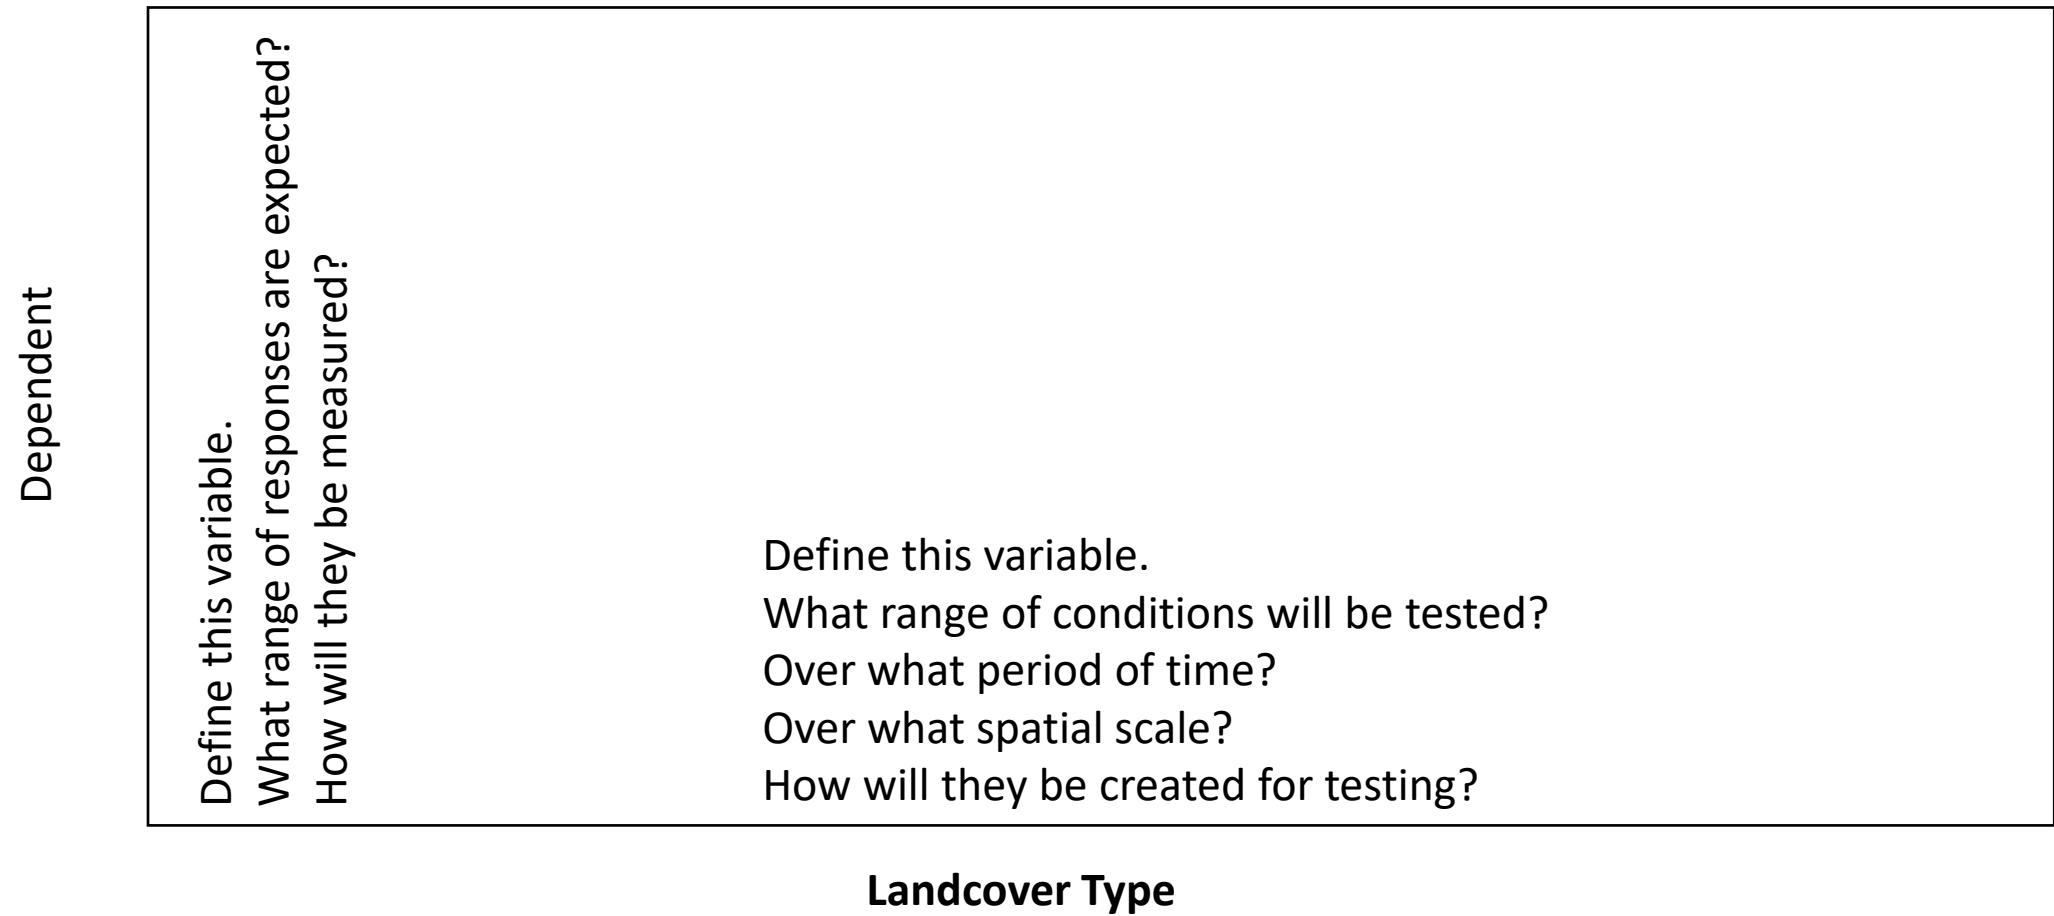 Dependent
Define this variable.
What range of responses are expected?
How will they be measured?
Define this variable.
What range of conditions will be tested?
Over what period of time?
Over what spatial scale?
How will they be created for testing?
Landcover Type